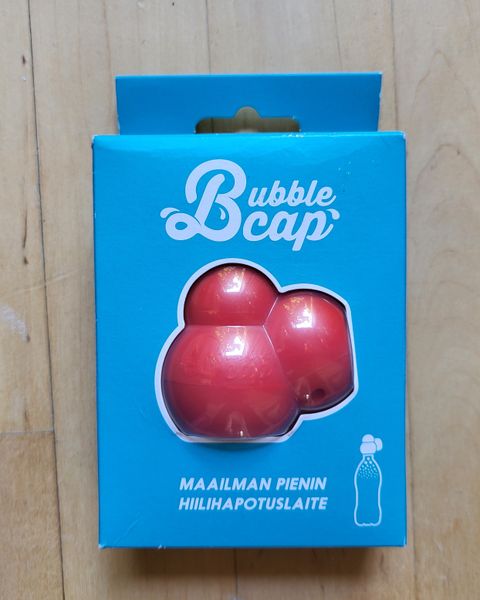 Bubble
cap
MAAILMAN PIENIN
HIILIHAPOTUSLAITE